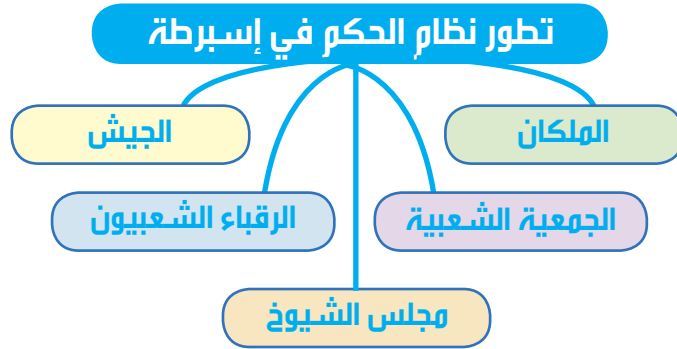 تطور نظام الحكم في إسبرطة
الملكان
الجيش
الجمعية الشعبية
الرقباء الشعبيون
مجلس الشيوخ